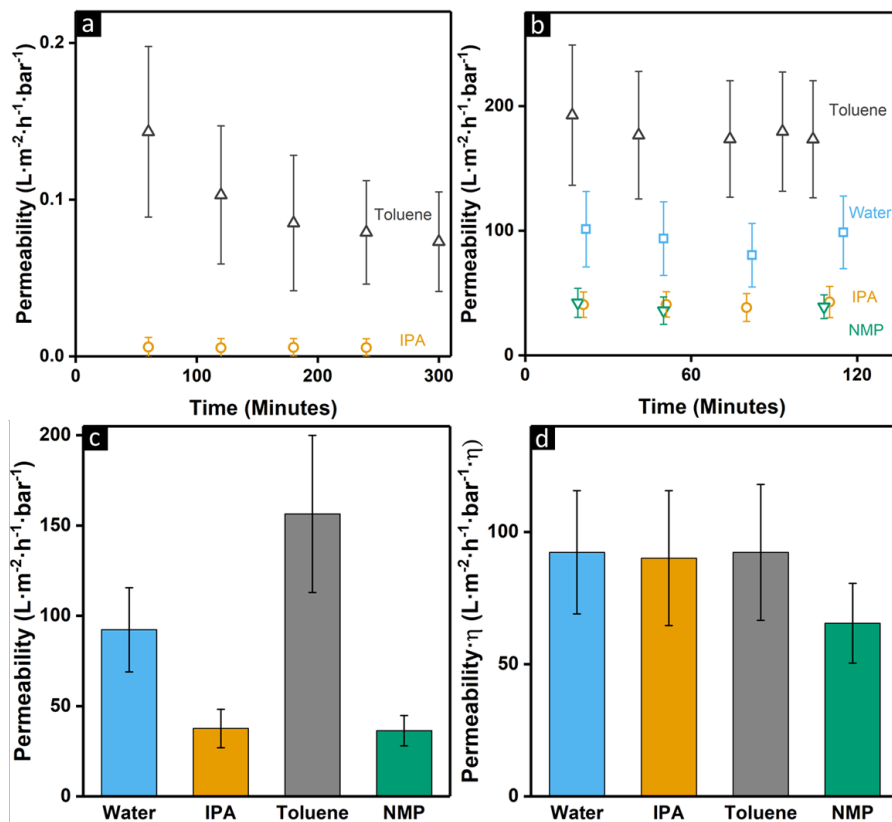 a
Permeability (L·m⁻²·h⁻¹·bar⁻¹)
0.2
0.1
0.0
Toluene
IPA
0
100
200
300
Time (Minutes)
b
Permeability (L·m⁻²·h⁻¹·bar⁻¹)
200
100
0
Toluene
Water
IPA
NMP
0
60
120
Time (Minutes)
c
Permeability (L·m⁻²·h⁻¹·bar⁻¹)
200
150
100
50
0
Water
IPA
Toluene
NMP
d
Permeability·η (L·m⁻²·h⁻¹·bar⁻¹·η)
100
50
0
Water
IPA
Toluene
NMP